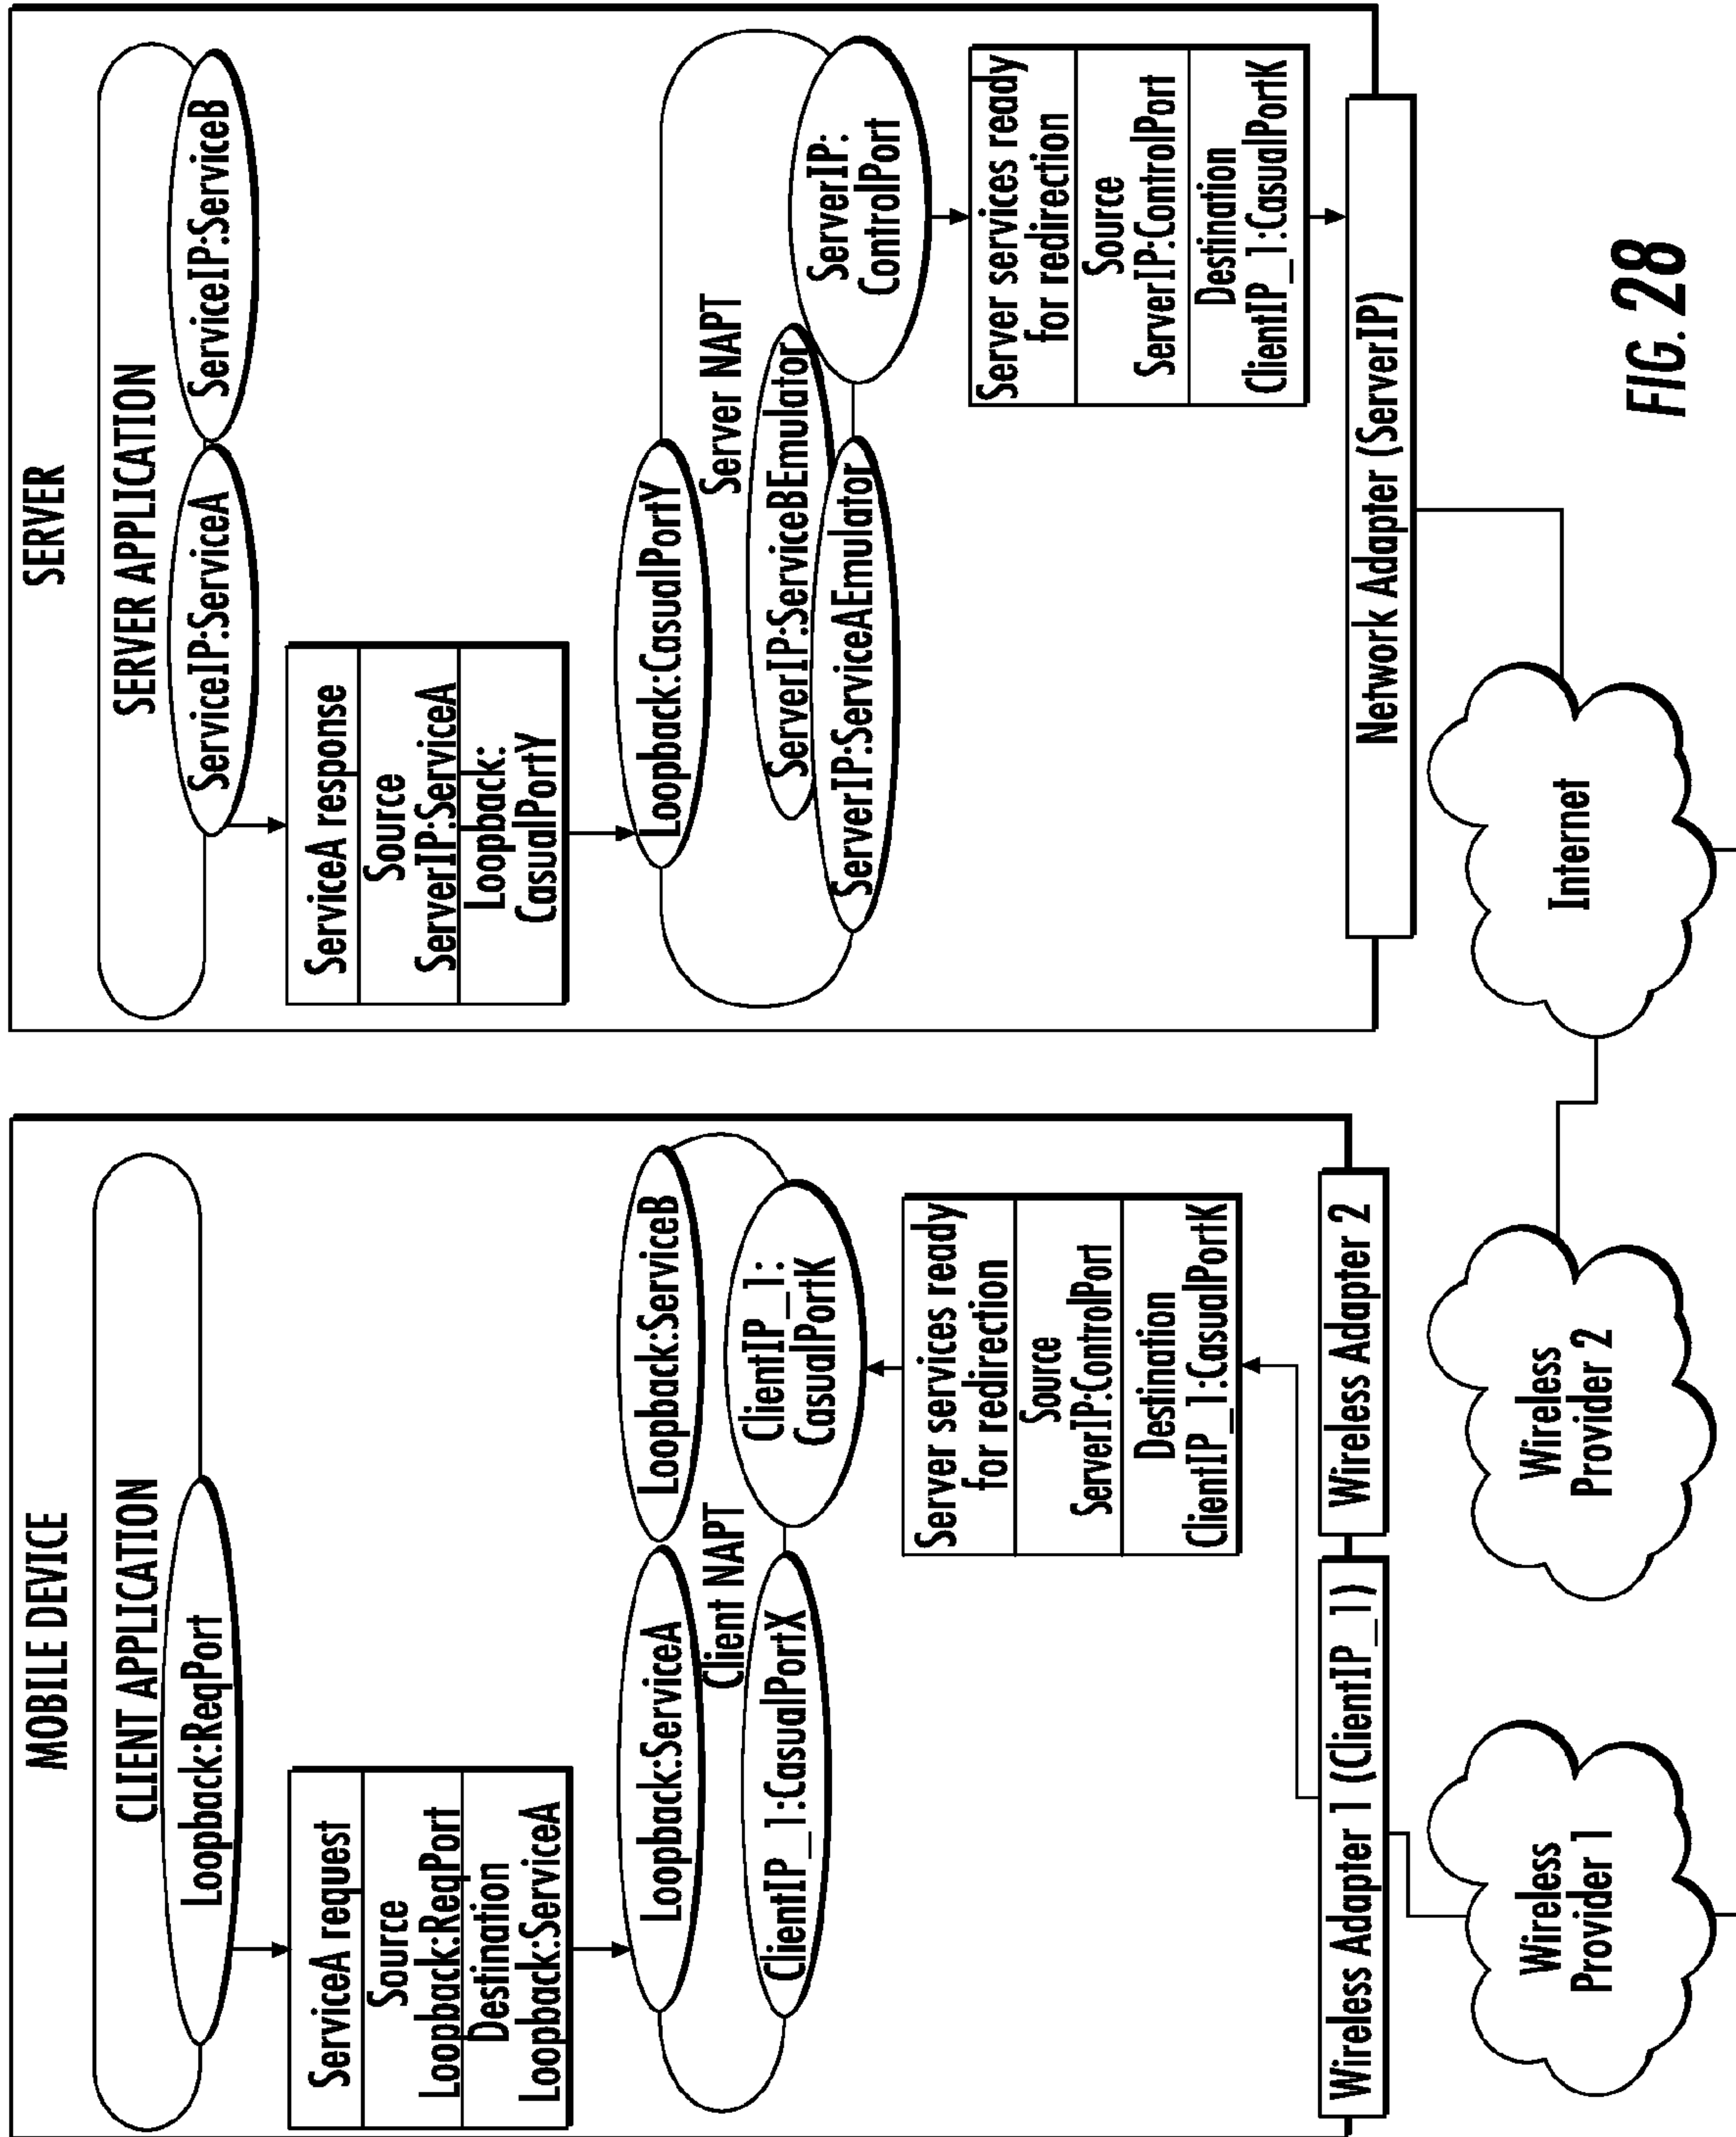 MOBILE DEVICE
CLIENT APPLICATION
Loopback:ReqPort
ServiceA request
Source
Loopback:ReqPort
Destination
Loopback:ServiceA
Loopback:ServiceA
Loopback:ServiceB
Client NAPT
ClientIP_1:CasualPortX
ClientIP_1:
CasualPortK
Server services ready
for redirection
Source
ServerIP:ControlPort
Destination
ClientIP_1:CasualPortK
Wireless Adapter 1 (ClientIP_1)
Wireless Adapter 2
Wireless
Provider 1
Wireless
Provider 2
SERVER
SERVER APPLICATION
ServiceIP:ServiceA
ServiceIP:ServiceB
ServiceA response
Source
ServerIP:ServiceA
Loopback:
CasualPortY
Loopback:CasualPortY
Server NAPT
ServerIP:ServiceBEmulator
ServerIP:ServiceAEmulator
ServerIP:
ControlPort
Server services ready
for redirection
Source
ServerIP:ControlPort
Destination
ClientIP_1:CasualPortK
Network Adapter (ServerIP)
Internet
FIG. 28